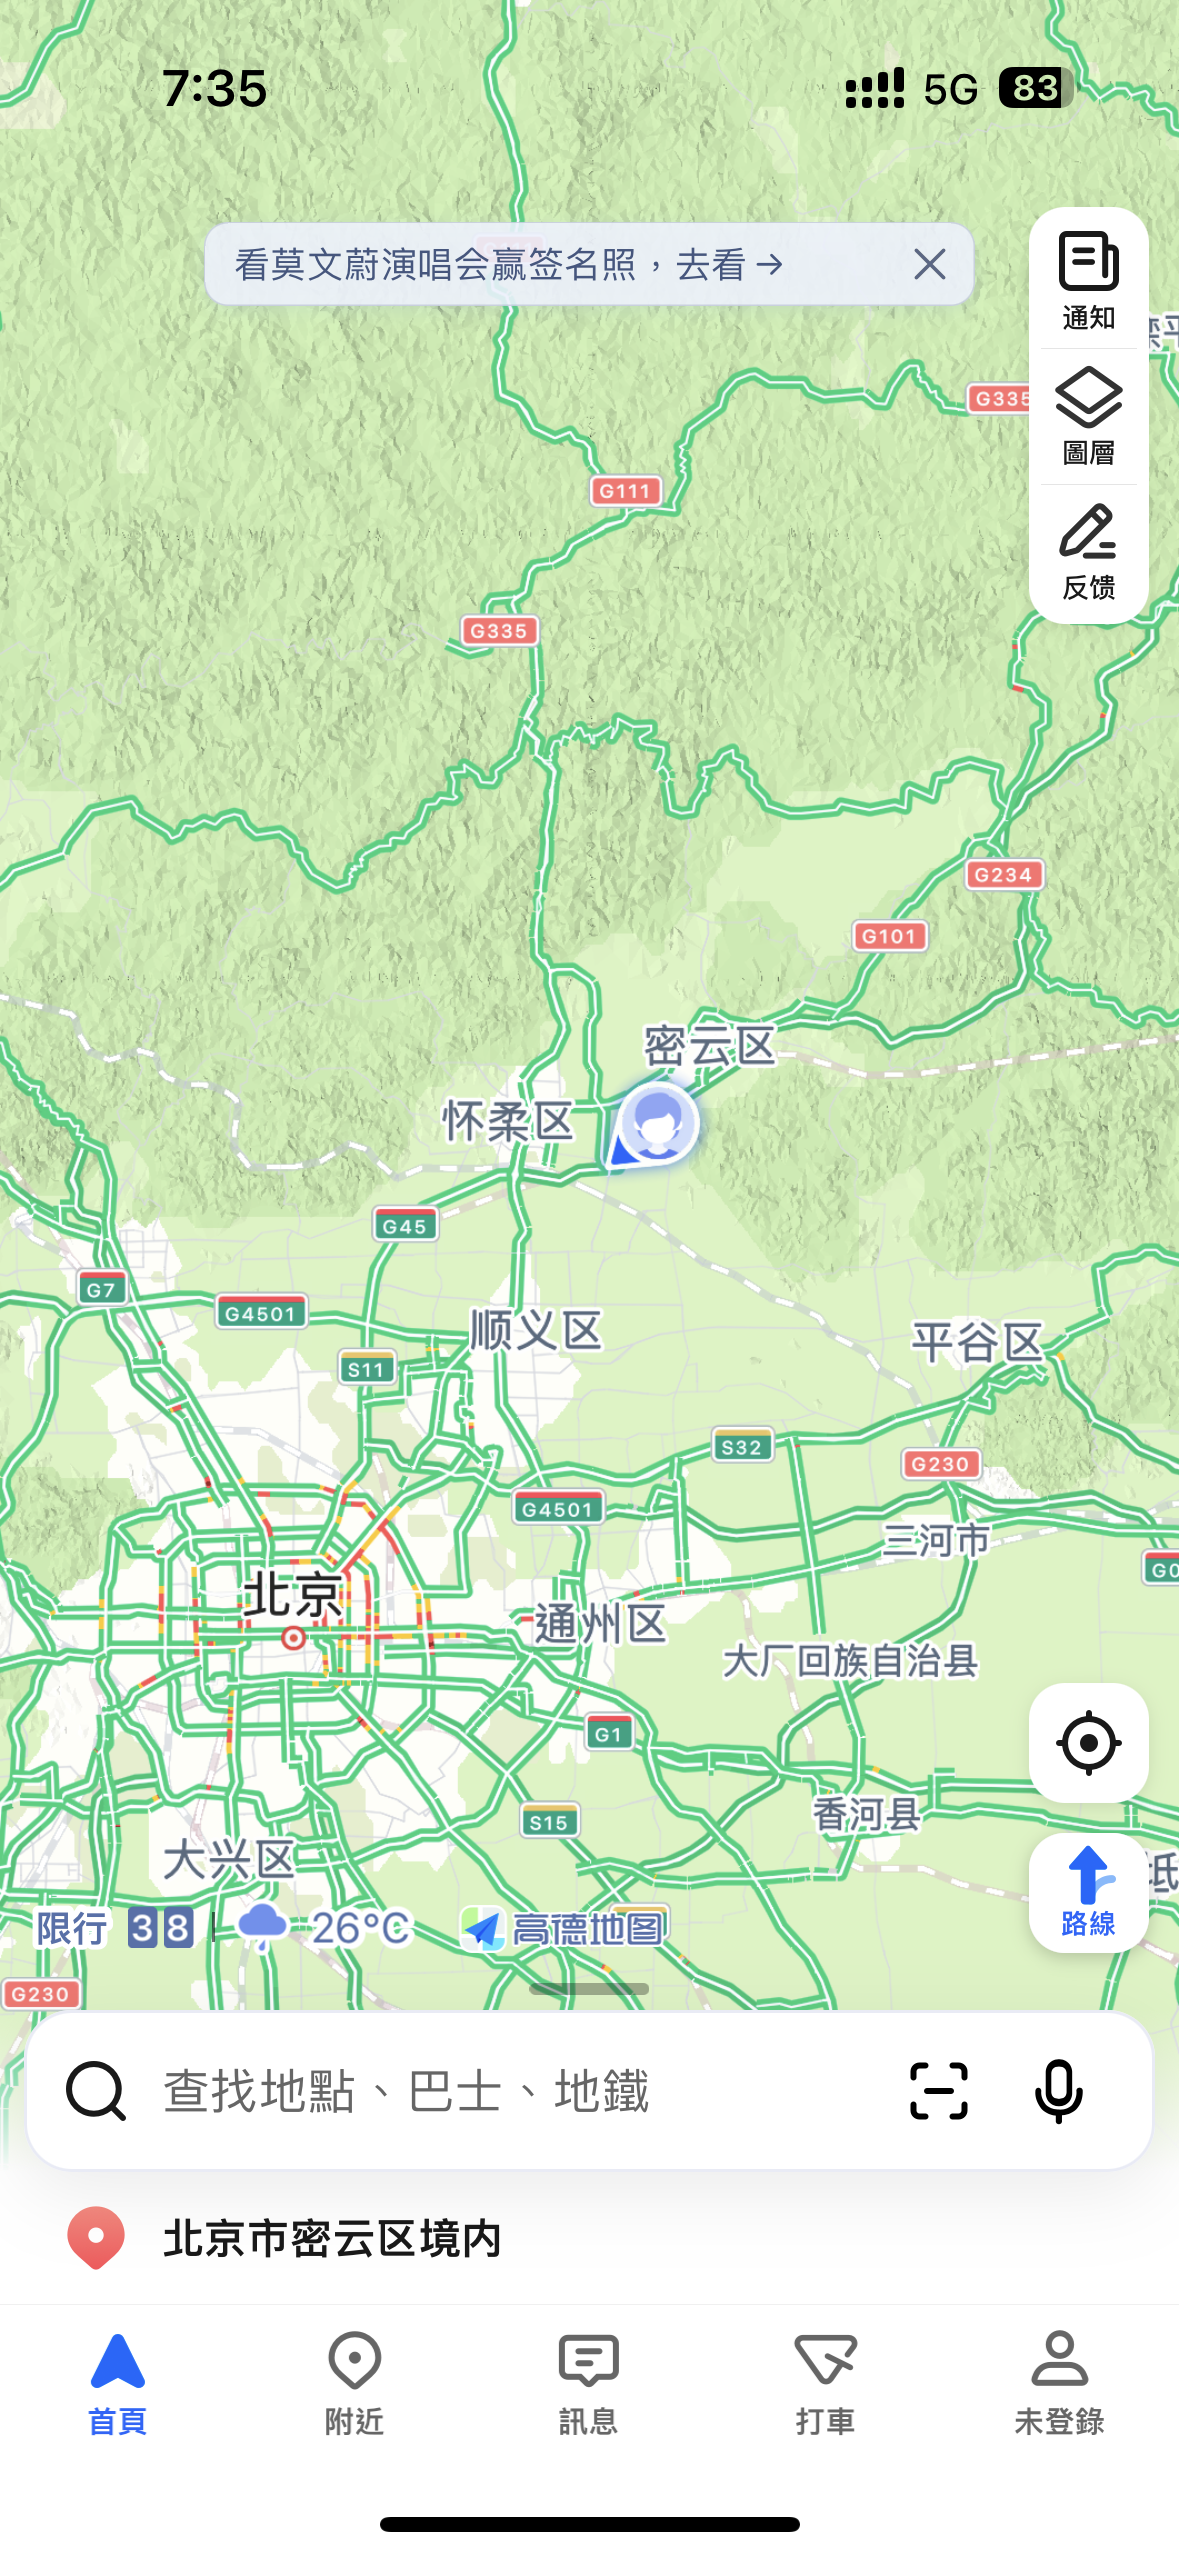 7:35
5G
83
看莫文蔚演唱会赢签名照，去看→
通知
圖層
反馈
G335
G111
G335
G234
G101
密云区
怀柔区
G45
G7
G4501
顺义区
平谷区
S11
S32
G230
G4501
三河市
北京
通州区
大厂回族自治县
G1
S15
香河县
大兴区
路線
限行 38
26°C
高德地图
G230
查找地點、巴士、地鐵
北京市密云区境内
首頁
附近
訊息
打車
未登錄